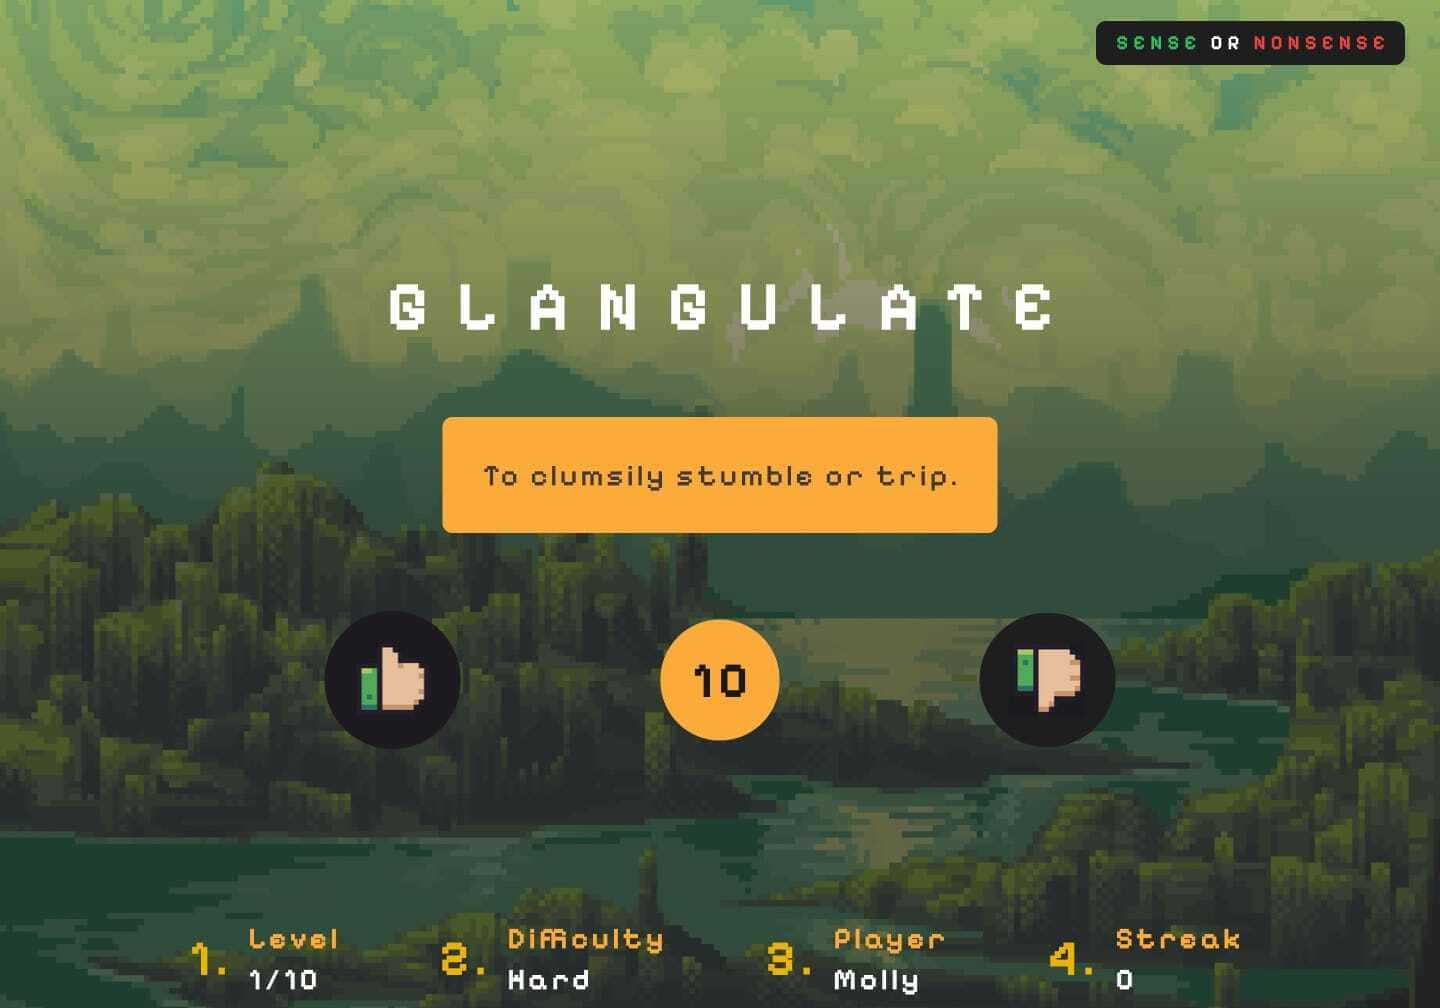 SENSE OR NONSENSE
GLANGULATE
To clumsily stumble or trip.
10
1. Level
1/10
2. Difficulty
Hard
3. Player
Molly
4. Streak
0